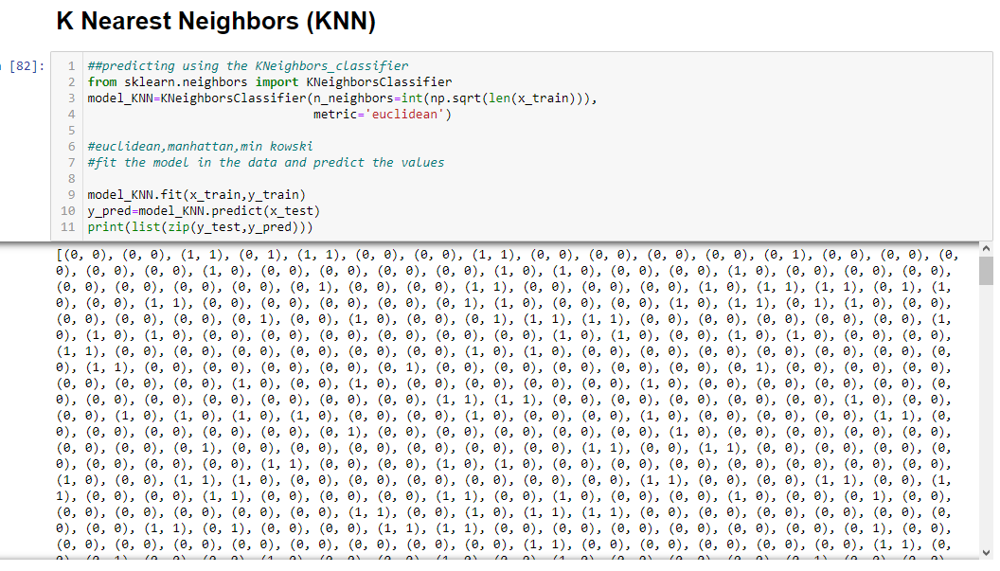 K Nearest Neighbors (KNN)
[82]:
1 ##predicting using the KNeighbors_classifier
2 from sklearn.neighbors import KNeighborsClassifier
3 model_KNN=KNeighborsClassifier(n_neighbors=int(np.sqrt(len(x_train))),
4 metric='euclidean')
5
6 #euclidean,manhattan,min kowski
7 #fit the model in the data and predict the values
8
9 model_KNN.fit(x_train,y_train)
10 y_pred=model_KNN.predict(x_test)
11 print(list(zip(y_test,y_pred)))
[(0, 0), (0, 0), (1, 1), (0, 1), (1, 1), (0, 0), (0, 0), (1, 1), (0, 0), (0, 0), (0, 0), (0, 0), (0, 1), (0, 0), (0, 0), (0,
0), (0, 0), (0, 0), (1, 0), (0, 0), (0, 0), (0, 0), (0, 0), (1, 0), (1, 0), (0, 0), (0, 0), (1, 0), (0, 0), (0, 0), (0, 0),
(0, 0), (0, 0), (0, 0), (0, 0), (0, 1), (0, 0), (0, 0), (1, 1), (0, 0), (0, 0), (0, 0), (1, 0), (1, 1), (1, 1), (0, 1), (1,
0), (0, 0), (1, 1), (0, 0), (0, 0), (0, 0), (0, 0), (0, 1), (1, 0), (0, 0), (0, 0), (1, 0), (1, 1), (0, 1), (1, 0), (0, 0),
(0, 0), (0, 0), (0, 0), (0, 1), (0, 0), (1, 0), (0, 0), (0, 1), (1, 1), (1, 1), (0, 0), (0, 0), (0, 0), (0, 0), (0, 0), (1,
0), (1, 0), (1, 0), (0, 0), (0, 0), (0, 0), (0, 0), (0, 0), (0, 0), (1, 0), (1, 0), (0, 0), (1, 0), (1, 0), (0, 0), (0, 0),
(1, 1), (0, 0), (0, 0), (0, 0), (0, 0), (0, 0), (0, 0), (1, 0), (1, 0), (0, 0), (0, 0), (0, 0), (0, 0), (0, 0), (0, 0), (0,
0), (1, 1), (0, 0), (0, 0), (0, 0), (0, 0), (0, 1), (0, 0), (0, 0), (0, 0), (0, 0), (0, 0), (0, 1), (0, 0), (0, 0), (0, 0),
(0, 0), (0, 0), (0, 0), (1, 0), (0, 0), (1, 0), (0, 0), (0, 0), (0, 0), (0, 0), (1, 0), (0, 0), (0, 0), (0, 0), (0, 0), (0,
0), (0, 0), (0, 0), (0, 0), (0, 0), (0, 0), (0, 0), (1, 1), (1, 1), (0, 0), (0, 0), (0, 0), (0, 0), (0, 0), (1, 0), (0, 0),
(0, 0), (1, 0), (1, 0), (1, 0), (1, 0), (0, 0), (0, 0), (1, 0), (0, 0), (0, 0), (1, 0), (0, 0), (0, 0), (0, 0), (1, 1), (0,
0), (0, 0), (0, 0), (0, 0), (0, 0), (0, 1), (0, 0), (0, 0), (0, 0), (0, 0), (0, 0), (1, 0), (0, 0), (0, 0), (0, 0), (0, 0),
(0, 0), (0, 0), (0, 1), (0, 0), (0, 0), (0, 0), (0, 0), (0, 0), (0, 0), (1, 1), (0, 0), (1, 1), (0, 0), (0, 0), (0, 0), (0,
0), (0, 0), (0, 0), (0, 0), (1, 1), (0, 0), (0, 0), (1, 0), (1, 0), (0, 0), (0, 0), (0, 0), (0, 0), (0, 0), (0, 0), (0, 0),
(1, 0), (0, 0), (1, 1), (1, 0), (0, 0), (0, 0), (0, 0), (0, 0), (0, 0), (0, 0), (1, 1), (0, 0), (0, 0), (1, 1), (0, 0), (1,
1), (0, 0), (0, 0), (1, 1), (0, 0), (0, 0), (0, 0), (1, 1), (0, 0), (1, 0), (0, 0), (0, 0), (1, 0), (0, 0), (0, 1), (0, 0),
(0, 0), (0, 0), (0, 0), (0, 0), (0, 0), (1, 1), (0, 0), (1, 0), (1, 1), (1, 1), (0, 0), (0, 0), (0, 0), (0, 0), (0, 0), (0,
0), (0, 0), (1, 1), (0, 1), (0, 0), (0, 0), (1, 1), (1, 1), (0, 0), (0, 0), (0, 0), (0, 0), (0, 0), (0, 0), (0, 1), (0, 0),
(0, 0), (0, 0), (0, 0), (0, 0), (0, 0), (0, 0), (0, 0), (0, 0), (1, 1), (0, 0), (0, 0), (0, 0), (0, 0), (0, 0), (1, 1), (0,